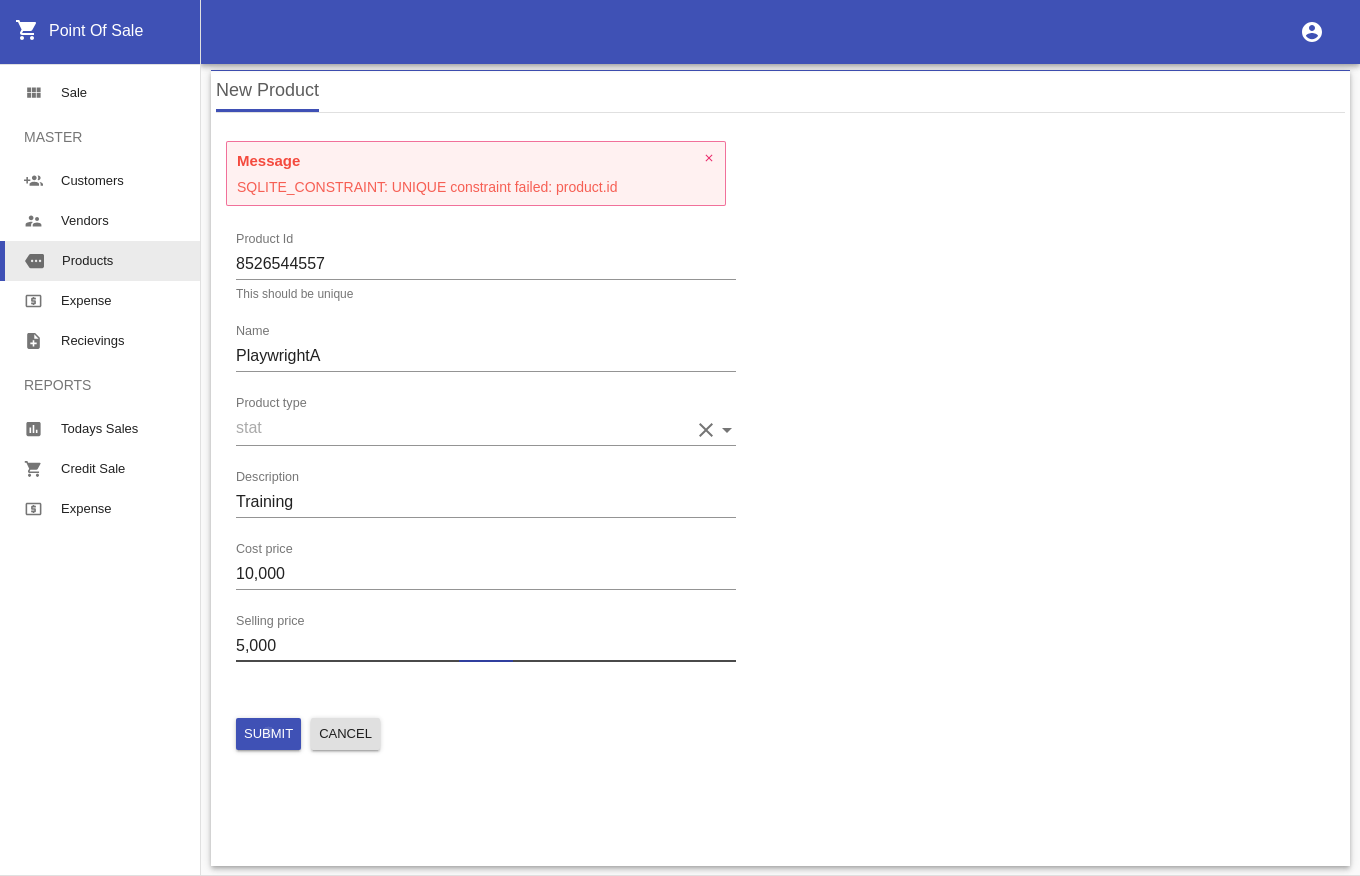 Point Of Sale
Sale
MASTER
Customers
Vendors
Products
Expense
Recievings
REPORTS
Todays Sales
Credit Sale
Expense
New Product
Message
SQLITE_CONSTRAINT: UNIQUE constraint failed: product.id
Product Id
8526544557
This should be unique
Name
PlaywrightA
Product type
stat
Description
Training
Cost price
10,000
Selling price
5,000
SUBMIT CANCEL